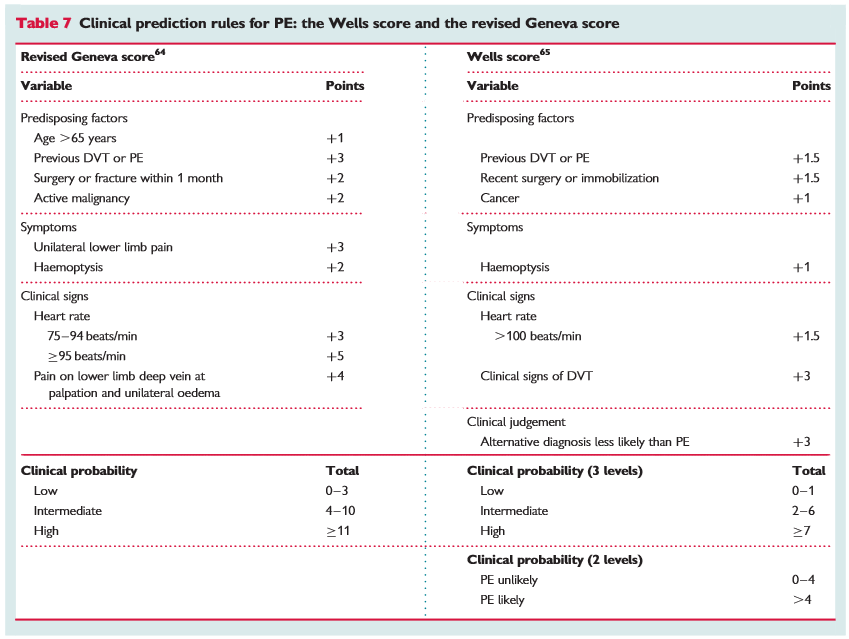 Table 7 Clinical prediction rules for PE: the Wells score and the revised Geneva score
Revised Geneva score64
Variable Points
Predisposing factors
Age >65 years +1
Previous DVT or PE +3
Surgery or fracture within 1 month +2
Active malignancy +2
Symptoms
Unilateral lower limb pain +3
Haemoptysis +2
Clinical signs
Heart rate
75–94 beats/min +3
≥95 beats/min +5
Pain on lower limb deep vein at +4
palpation and unilateral oedema
Clinical probability Total
Low 0–3
Intermediate 4–10
High ≥11
Wells score65
Variable Points
Predisposing factors
Previous DVT or PE +1.5
Recent surgery or immobilization +1.5
Cancer +1
Symptoms
Haemoptysis +1
Clinical signs
Heart rate
>100 beats/min +1.5
Clinical signs of DVT +3
Clinical judgement
Alternative diagnosis less likely than PE +3
Clinical probability (3 levels) Total
Low 0–1
Intermediate 2–6
High ≥7
Clinical probability (2 levels)
PE unlikely 0–4
PE likely >4